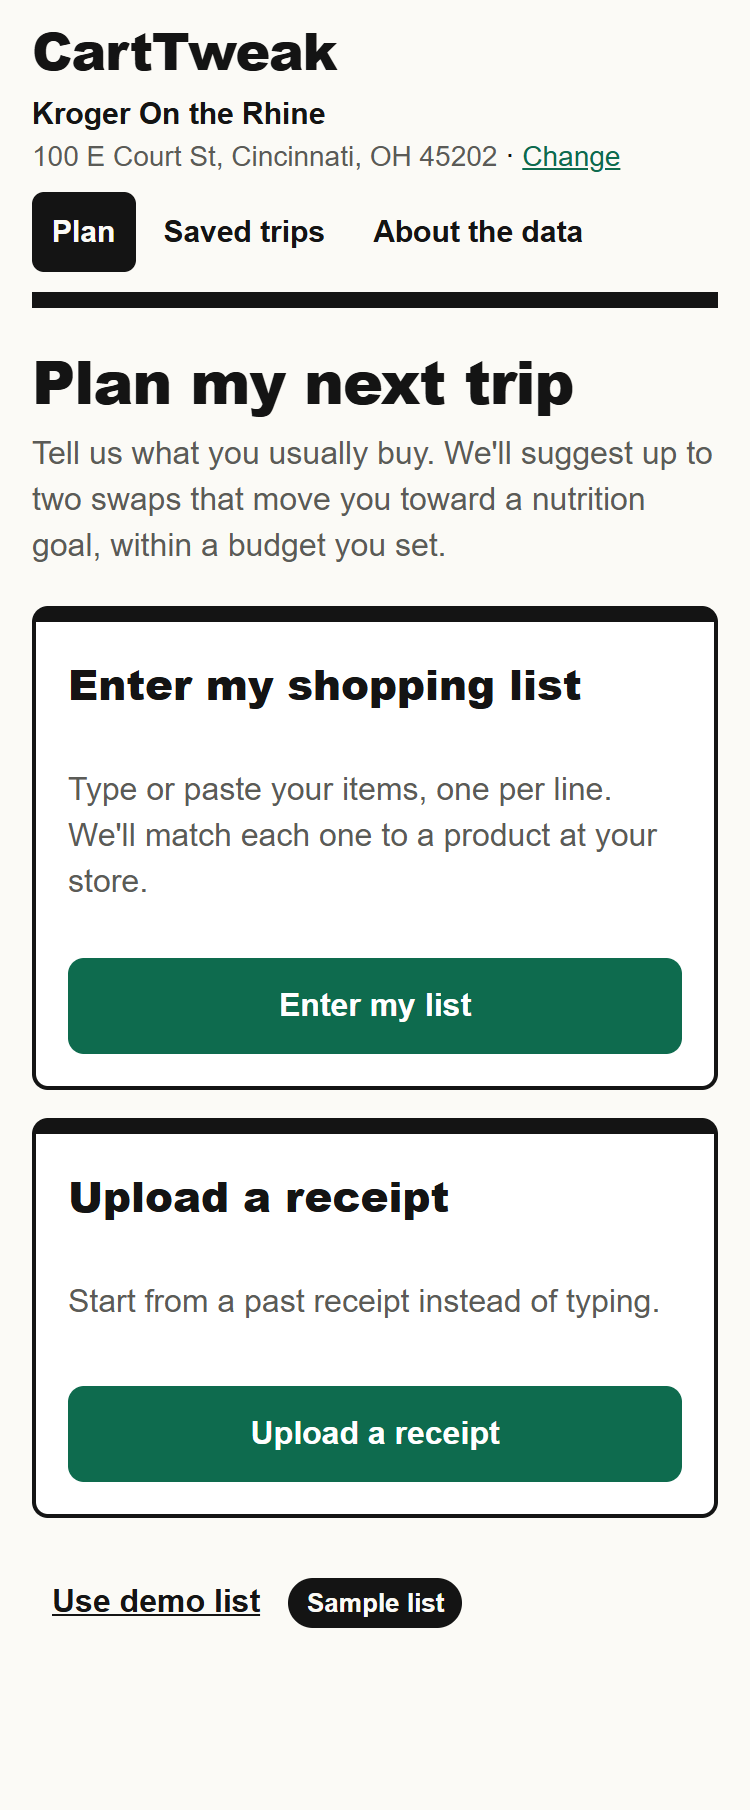 CartTweak
Kroger On the Rhine
100 E Court St, Cincinnati, OH 45202 · Change
Plan Saved trips About the data
Plan my next trip
Tell us what you usually buy. We'll suggest up to
two swaps that move you toward a nutrition
goal, within a budget you set.
Enter my shopping list
Type or paste your items, one per line.
We'll match each one to a product at your
store.
Enter my list
Upload a receipt
Start from a past receipt instead of typing.
Upload a receipt
Use demo list Sample list